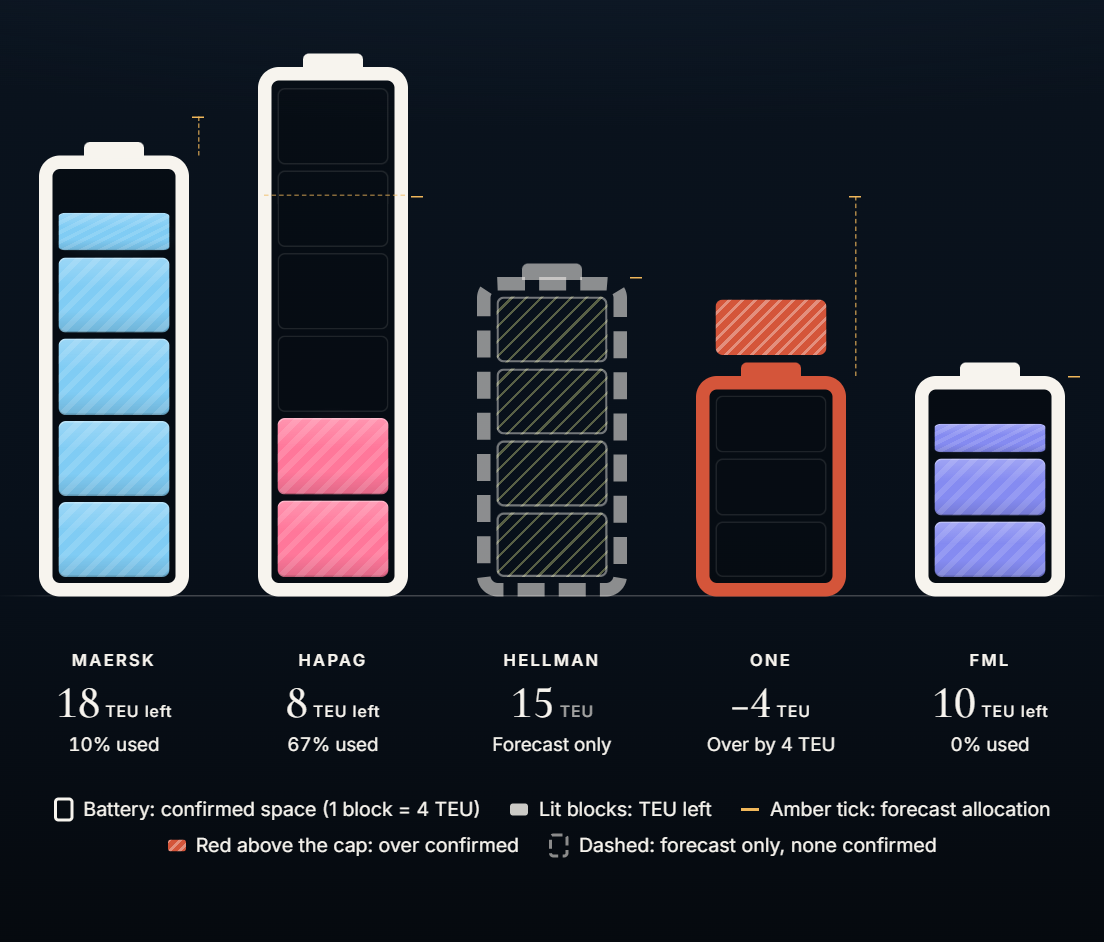 MAERSK
18 TEU left
10% used
HAPAG
8 TEU left
67% used
HELLMAN
15 TEU
Forecast only
ONE
−4 TEU
Over by 4 TEU
FML
10 TEU left
0% used
Battery: confirmed space (1 block = 4 TEU)
Lit blocks: TEU left
Amber tick: forecast allocation
Red above the cap: over confirmed
Dashed: forecast only, none confirmed